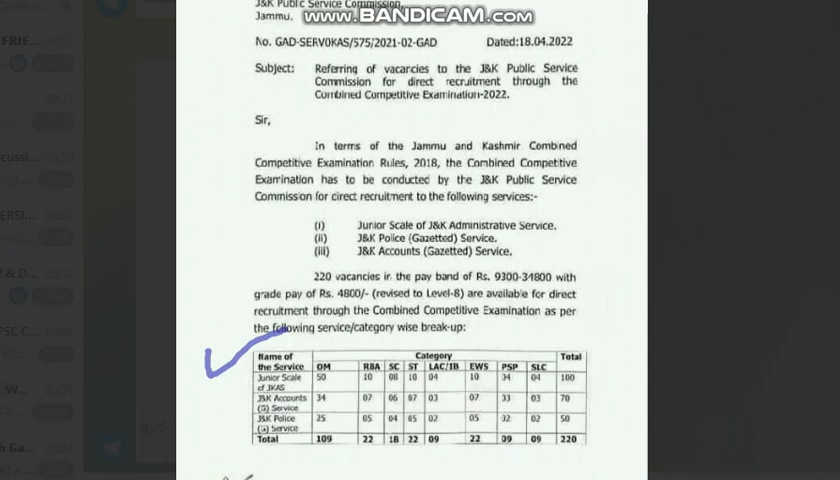 J&K Public Service Commission,
Jammu.
www.BANDICAM.com
No. GAD-SERV0KAS/575/2021-02-GAD Dated:18.04.2022
Subject: Referring of vacancies to the J&K Public Service
Commission for direct recruitment through the
Combined Competitive Examination-2022.
Sir,
In terms of the Jammu and Kashmir Combined
Competitive Examination Rules, 2018, the Combined Competitive
Examination has to be conducted by the J&K Public Service
Commission for direct recruitment to the following services:-
(i) Junior Scale of J&K Administrative Service.
(ii) J&K Police (Gazetted) Service.
(iii) J&K Accounts (Gazetted) Service.
220 vacancies in the pay band of Rs. 9300-34800 with
grade pay of Rs. 4800/- (revised to Level-8) are available for direct
recruitment through the Combined Competitive Examination as per
the following service/category wise break-up:
Name of the Service Category Total
OM RBA SC ST LAC/IB EWS PSP SLC
Junior Scale of JKAS 50 10 08 10 04 10 04 04 100
J&K Accounts (G) Service 34 07 06 07 03 07 03 03 70
J&K Police (G) Service 25 05 04 05 02 05 02 02 50
Total 109 22 18 22 09 22 09 09 220